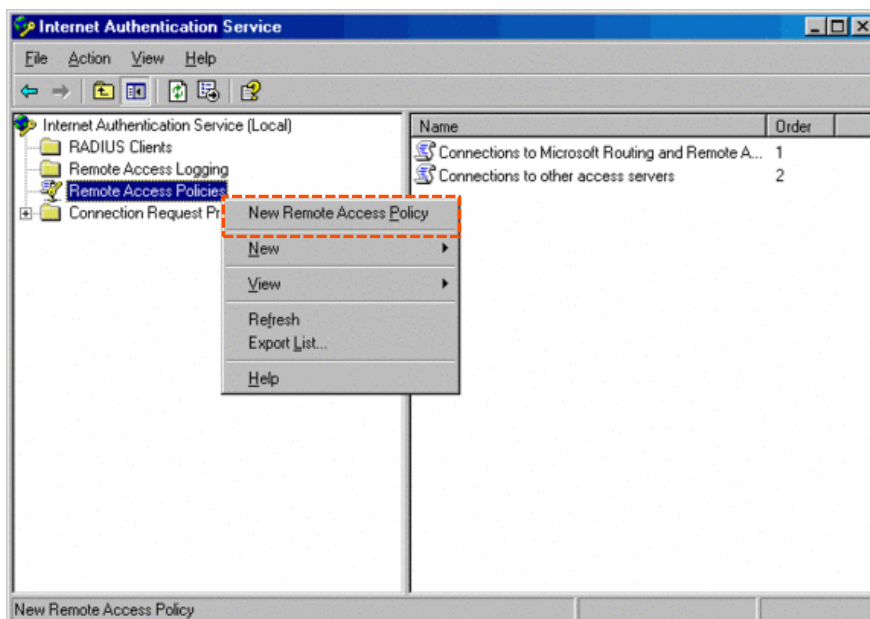 Internet Authentication Service
File Action View Help
Internet Authentication Service (Local)
RADIUS Clients
Remote Access Logging
Remote Access Policies
Connection Request Pr
New Remote Access Policy
New
View
Refresh
Export List...
Help
Name Order
Connections to Microsoft Routing and Remote A... 1
Connections to other access servers 2
New Remote Access Policy